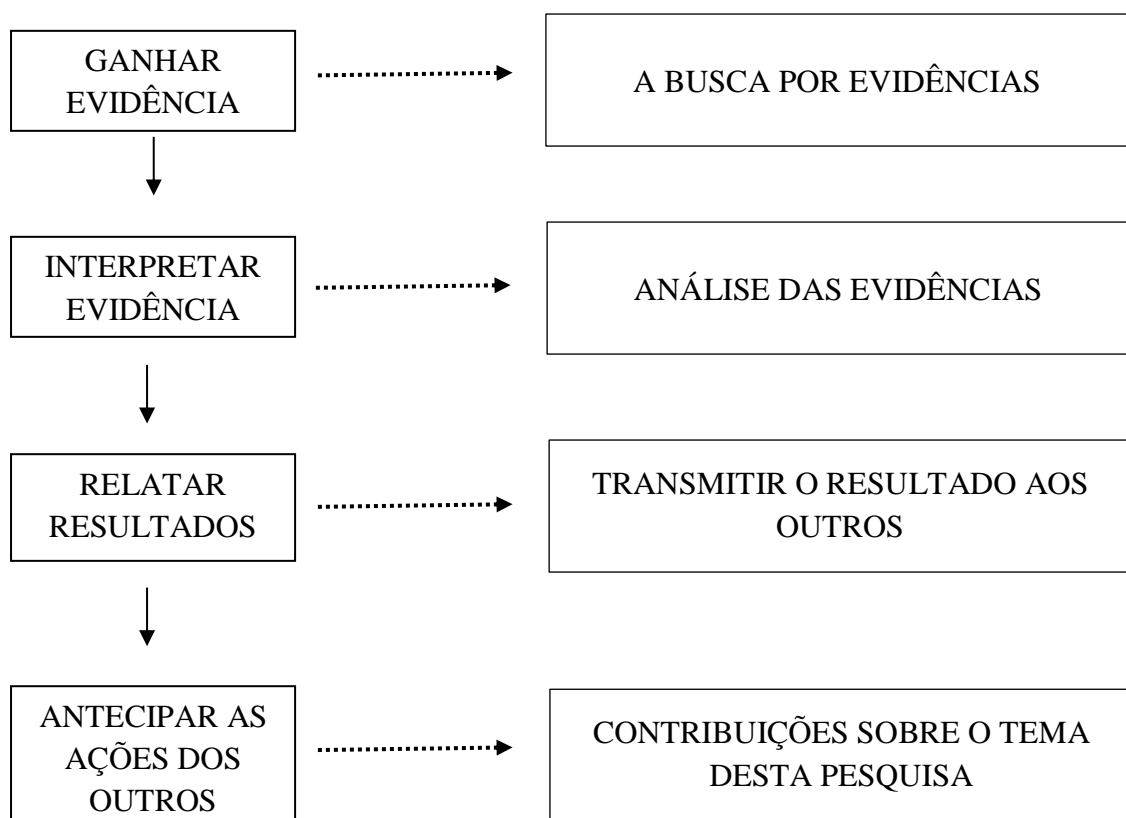 GANHAR
EVIDÊNCIA
A BUSCA POR EVIDÊNCIAS
INTERPRETAR
EVIDÊNCIA
ANÁLISE DAS EVIDÊNCIAS
RELATAR
RESULTADOS
TRANSMITIR O RESULTADO AOS
OUTROS
ANTECIPAR AS
AÇÕES DOS
OUTROS
CONTRIBUIÇÕES SOBRE O TEMA
DESTA PESQUISA